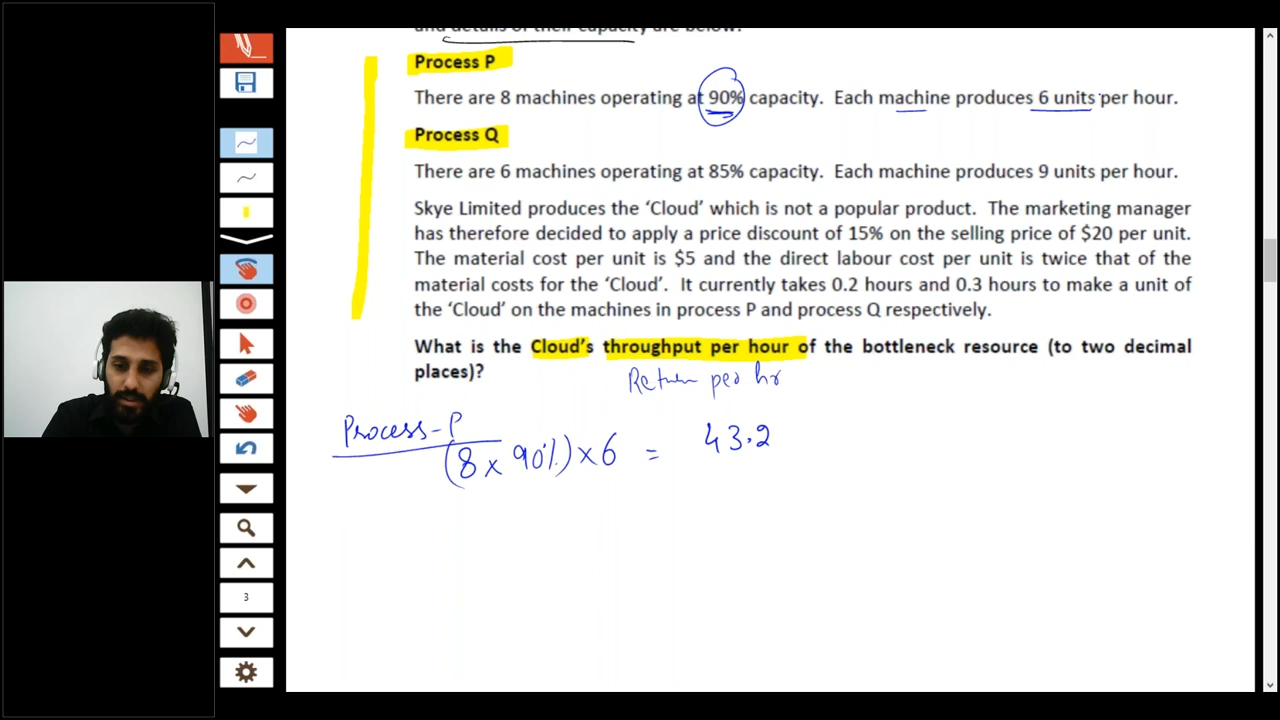 and details of their capacity are below:
Process P
There are 8 machines operating at 90% capacity. Each machine produces 6 units per hour.
Process Q
There are 6 machines operating at 85% capacity. Each machine produces 9 units per hour.
Skye Limited produces the ‘Cloud’ which is not a popular product. The marketing manager
has therefore decided to apply a price discount of 15% on the selling price of $20 per unit.
The material cost per unit is $5 and the direct labour cost per unit is twice that of the
material costs for the ‘Cloud’. It currently takes 0.2 hours and 0.3 hours to make a unit of
the ‘Cloud’ on the machines in process P and process Q respectively.
What is the Cloud’s throughput per hour of the bottleneck resource (to two decimal
places)?
Return per hr
Process-P
(8 x 90%) x 6 = 43.2
3